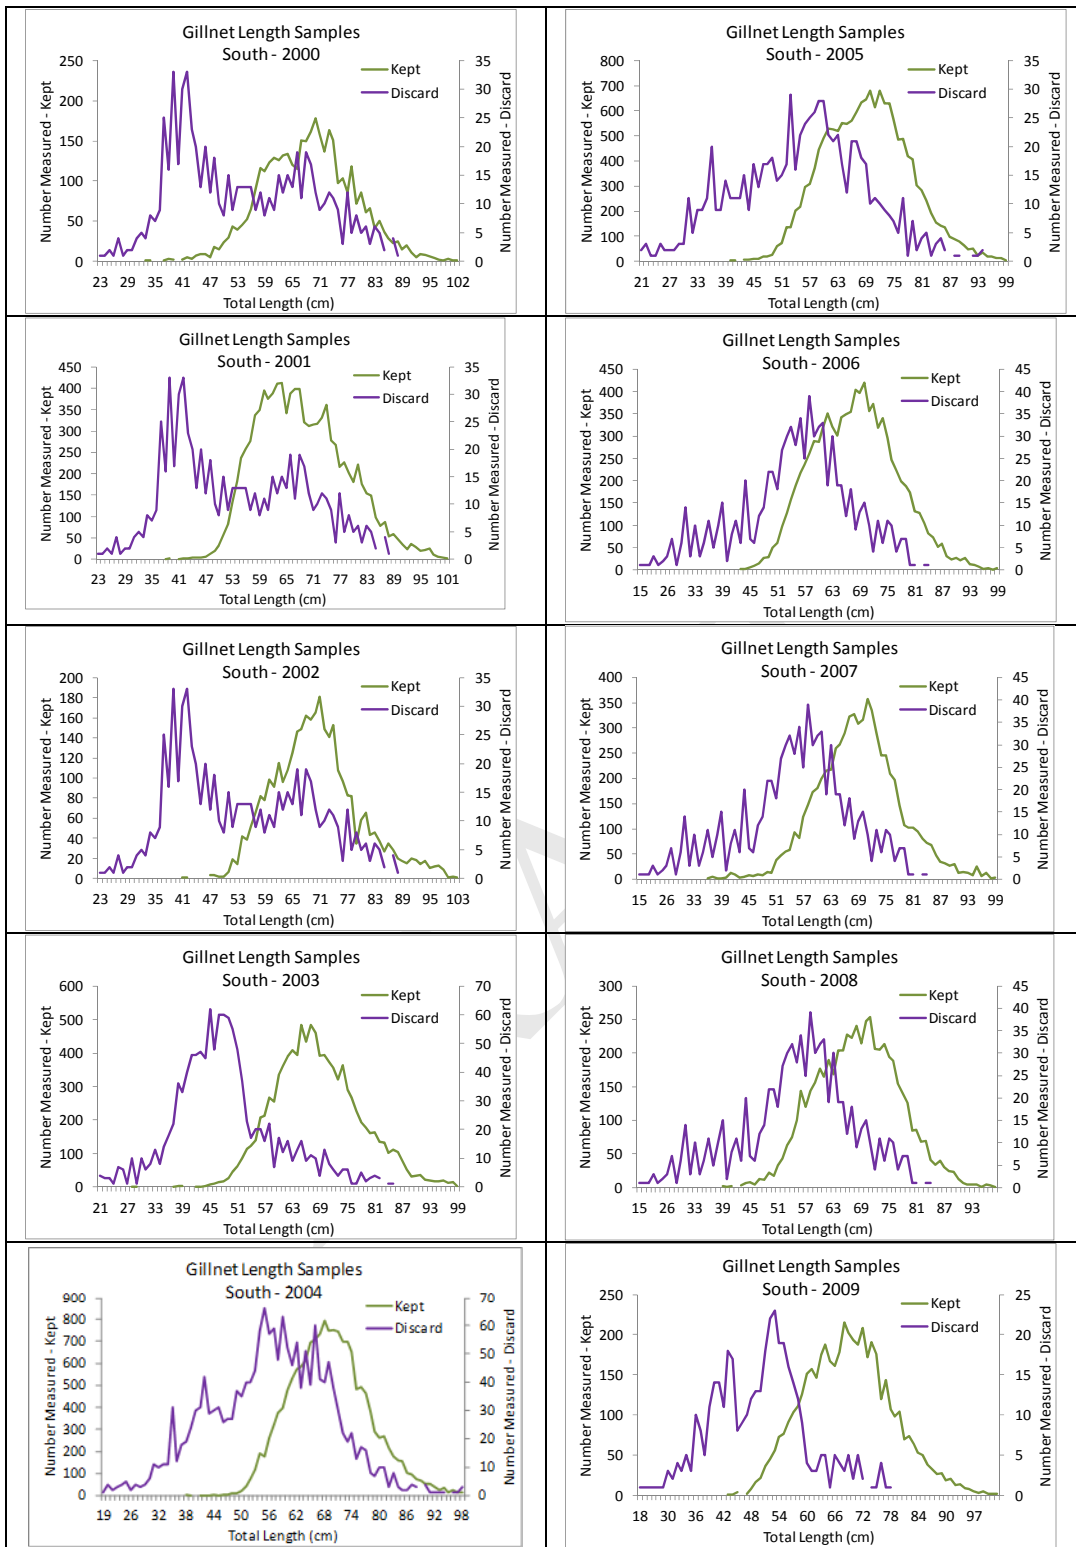 Gillnet Length Samples
South - 2000
Kept
Discard
Number Measured - Kept
Number Measured - Discard
250
200
150
100
50
0
35
30
25
20
15
10
5
0
23 29 35 41 47 53 59 65 71 77 83 89 95 102
Total Length (cm)
Gillnet Length Samples
South - 2005
Kept
Discard
Number Measured - Kept
Number Measured - Discard
800
700
600
500
400
300
200
100
0
35
30
25
20
15
10
5
0
21 27 33 39 45 51 57 63 69 75 81 87 93 99
Total Length (cm)
Gillnet Length Samples
South - 2001
Kept
Discard
Number Measured - Kept
Number Measured - Discard
450
400
350
300
250
200
150
100
50
0
35
30
25
20
15
10
5
0
23 29 35 41 47 53 59 65 71 77 83 89 95 101
Total Length (cm)
Gillnet Length Samples
South - 2006
Kept
Discard
Number Measured - Kept
Number Measured - Discard
450
400
350
300
250
200
150
100
50
0
45
40
35
30
25
20
15
10
5
0
15 26 33 39 45 51 57 63 69 75 81 87 93 99
Total Length (cm)
Gillnet Length Samples
South - 2002
Kept
Discard
Number Measured - Kept
Number Measured - Discard
200
180
160
140
120
100
80
60
40
20
0
35
30
25
20
15
10
5
0
23 29 35 41 47 53 59 65 71 77 83 89 95 103
Total Length (cm)
Gillnet Length Samples
South - 2007
Kept
Discard
Number Measured - Kept
Number Measured - Discard
400
350
300
250
200
150
100
50
0
45
40
35
30
25
20
15
10
5
0
15 26 33 39 45 51 57 63 69 75 81 87 93 99
Total Length (cm)
Gillnet Length Samples
South - 2003
Kept
Discard
Number Measured - Kept
Number Measured - Discard
600
500
400
300
200
100
0
70
60
50
40
30
20
10
0
21 27 33 39 45 51 57 63 69 75 81 87 93 99
Total Length (cm)
Gillnet Length Samples
South - 2008
Kept
Discard
Number Measured - Kept
Number Measured - Discard
300
250
200
150
100
50
0
45
40
35
30
25
20
15
10
5
0
15 26 33 39 45 51 57 63 69 75 81 87 93
Total Length (cm)
Gillnet Length Samples
South - 2004
Kept
Discard
Number Measured - Kept
Number Measured - Discard
900
800
700
600
500
400
300
200
100
0
70
60
50
40
30
20
10
0
19 26 32 38 44 50 56 62 68 74 80 86 92 98
Total Length (cm)
Gillnet Length Samples
South - 2009
Kept
Discard
Number Measured - Kept
Number Measured - Discard
250
200
150
100
50
0
25
20
15
10
5
0
18 30 36 42 48 54 60 66 72 78 84 90 97
Total Length (cm)